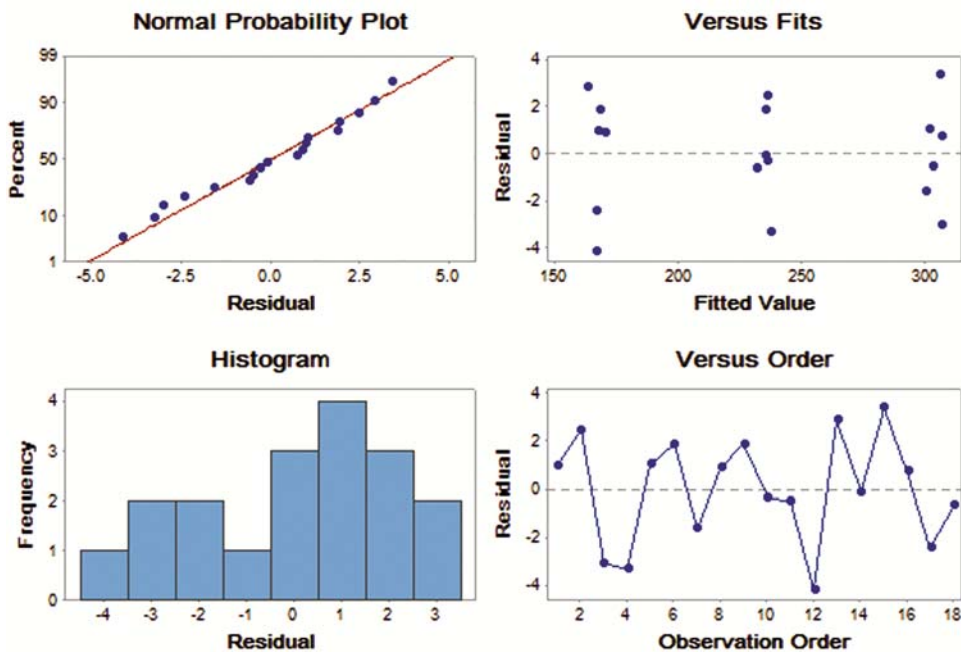 Normal Probability Plot
99
90
50
10
1
Percent
-5.0 -2.5 0.0 2.5 5.0
Residual
Versus Fits
4
2
0
-2
-4
Residual
150 200 250 300
Fitted Value
Histogram
4
3
2
1
0
Frequency
-4 -3 -2 -1 0 1 2 3
Residual
Versus Order
4
2
0
-2
-4
Residual
2 4 6 8 10 12 14 16 18
Observation Order